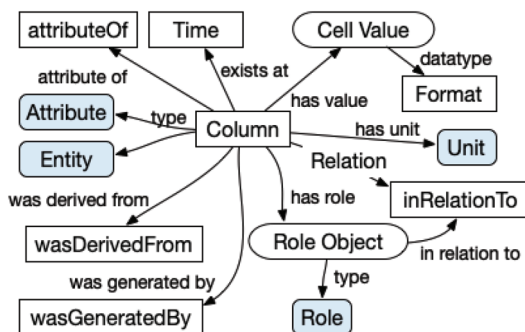 attributeOf
Time
Cell Value
attribute of
exists at
datatype
has value
Format
Attribute
type
Column
has unit
Unit
Entity
Relation
was derived from
has role
inRelationTo
wasDerivedFrom
Role Object
in relation to
was generated by
type
wasGeneratedBy
Role